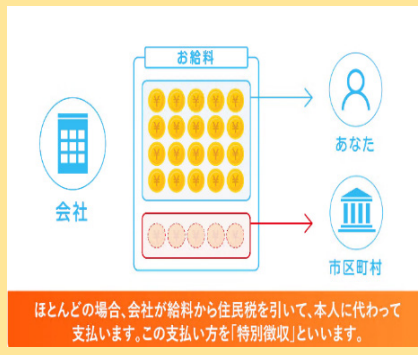 お給料
会社
あなた
市区町村
ほとんどの場合、会社が給料から住民税を引いて、本人に代わって
支払います。この支払い方を「特別徴収」といいます。